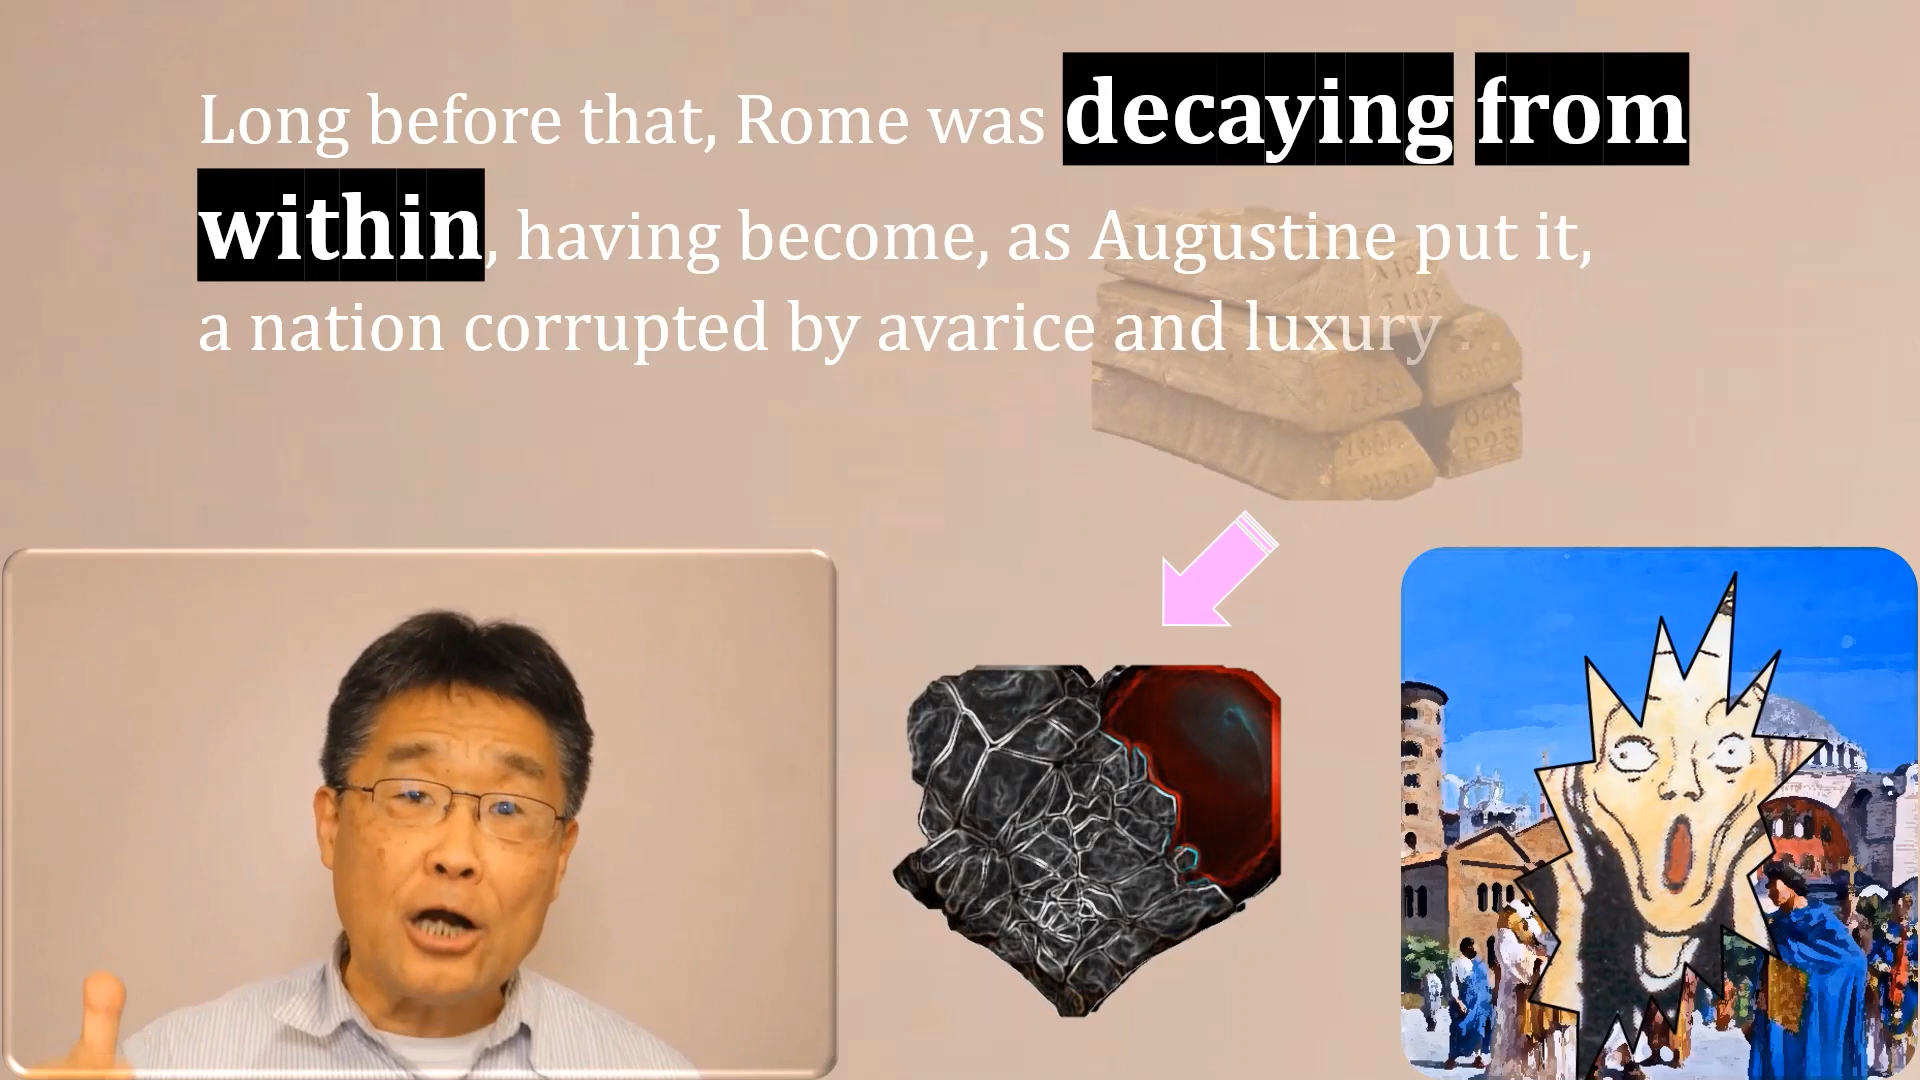 Long before that, Rome was decaying from
within, having become, as Augustine put it,
a nation corrupted by avarice and luxury